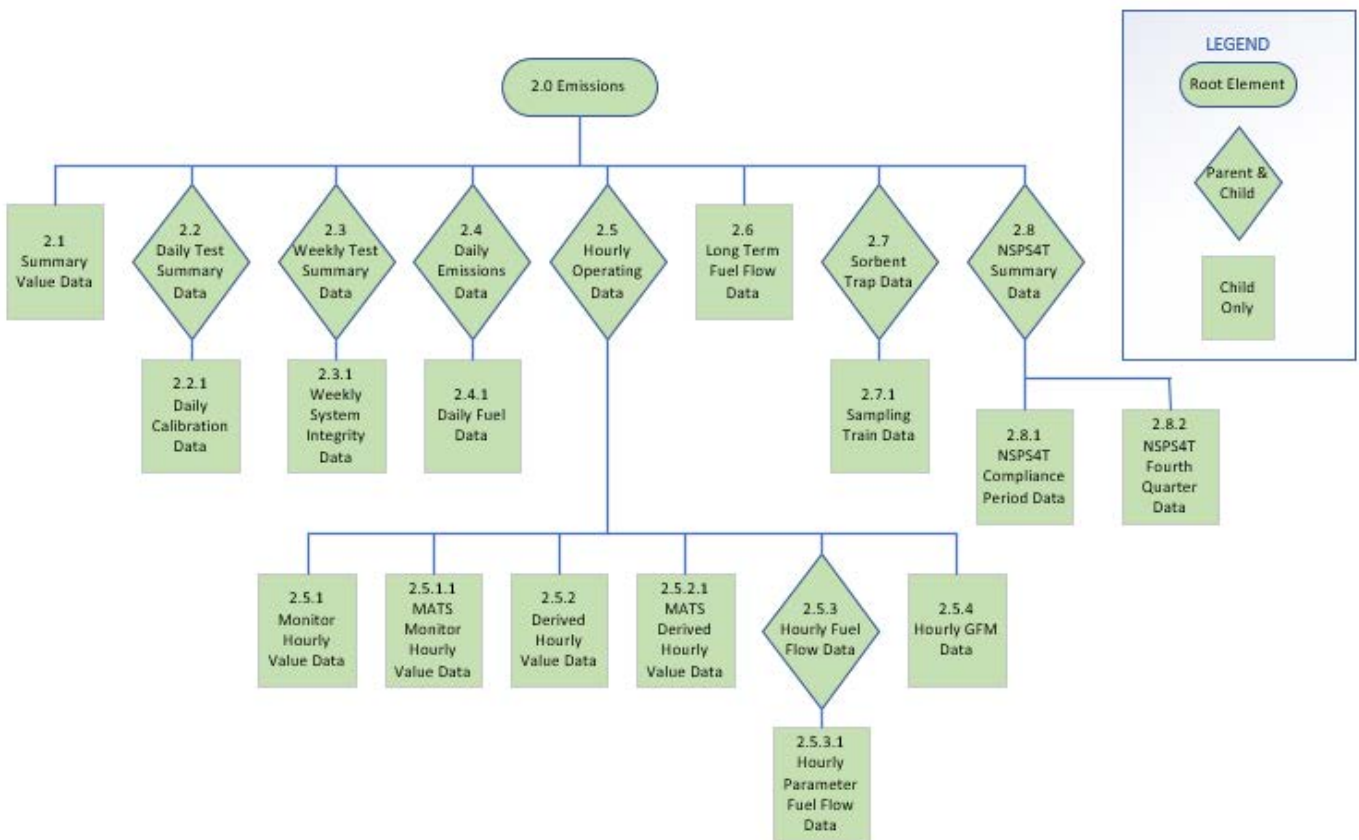 LEGEND
Root Element
Parent &
Child
Child
Only
2.0 Emissions
2.1
Summary
Value Data
2.2
Daily Test
Summary
Data
2.3
Weekly Test
Summary
Data
2.4
Daily
Emissions
Data
2.5
Hourly
Operating
Data
2.6
Long Term
Fuel Flow
Data
2.7
Sorbent
Trap Data
2.8
NSPS4T
Summary
Data
2.2.1
Daily
Calibration
Data
2.3.1
Weekly
System
Integrity
Data
2.4.1
Daily Fuel
Data
2.7.1
Sampling
Train Data
2.8.1
NSPS4T
Compliance
Period Data
2.8.2
NSPS4T
Fourth
Quarter
Data
2.5.1
Monitor
Hourly
Value Data
2.5.1.1
MATS
Monitor
Hourly
Value Data
2.5.2
Derived
Hourly
Value Data
2.5.2.1
MATS
Derived
Hourly
Value Data
2.5.3
Hourly Fuel
Flow Data
2.5.4
Hourly GFM
Data
2.5.3.1
Hourly
Parameter
Fuel Flow
Data